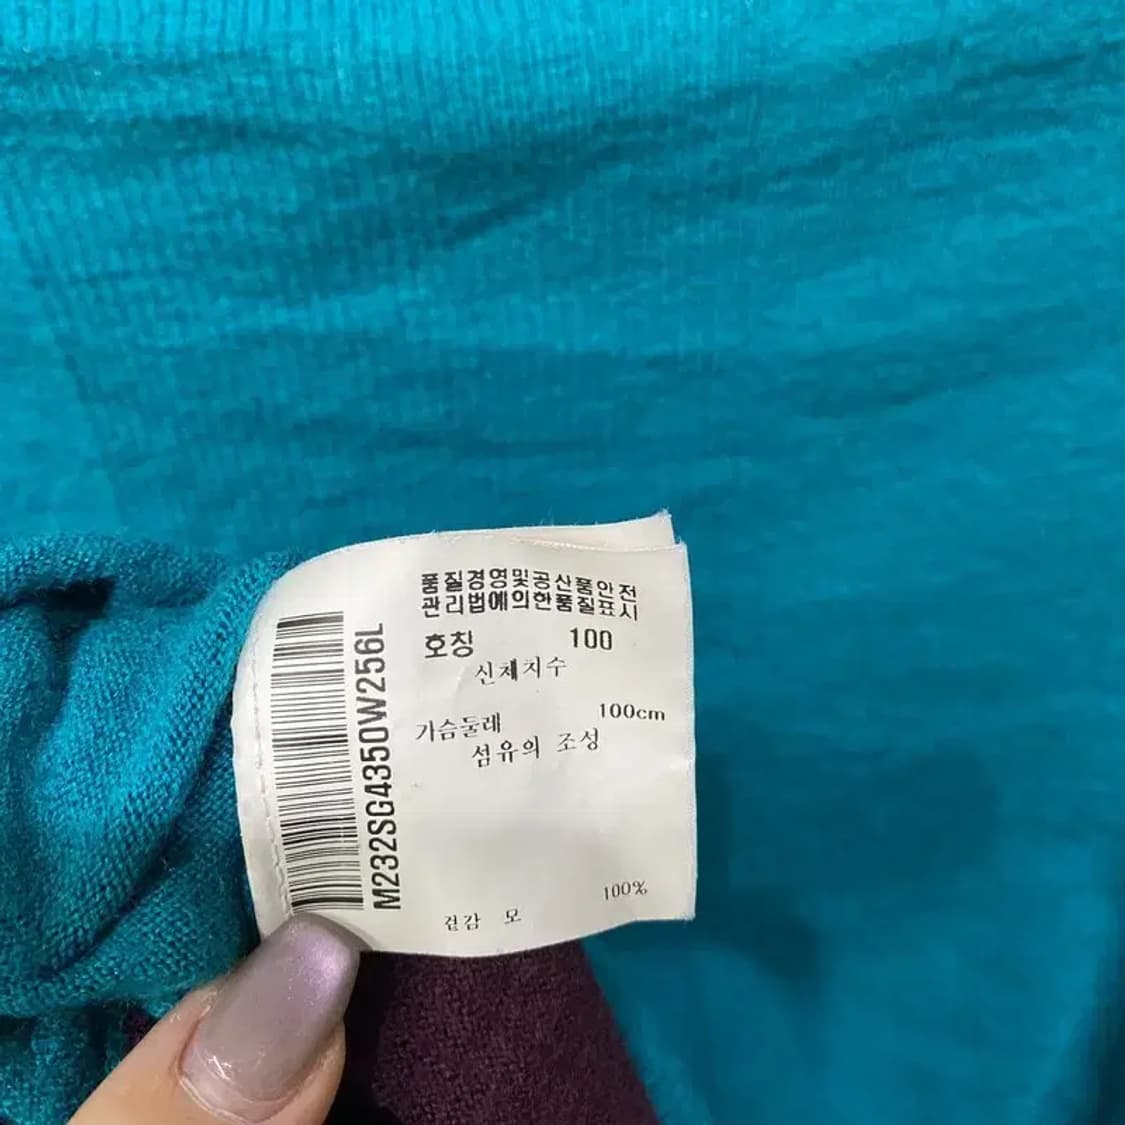 품질경영및공산품안전
관리법에의한품질표시
호칭 100
신체치수
가슴둘레 100cm
섬유의 조성
겉감 모 100%
M232SG4350W256L